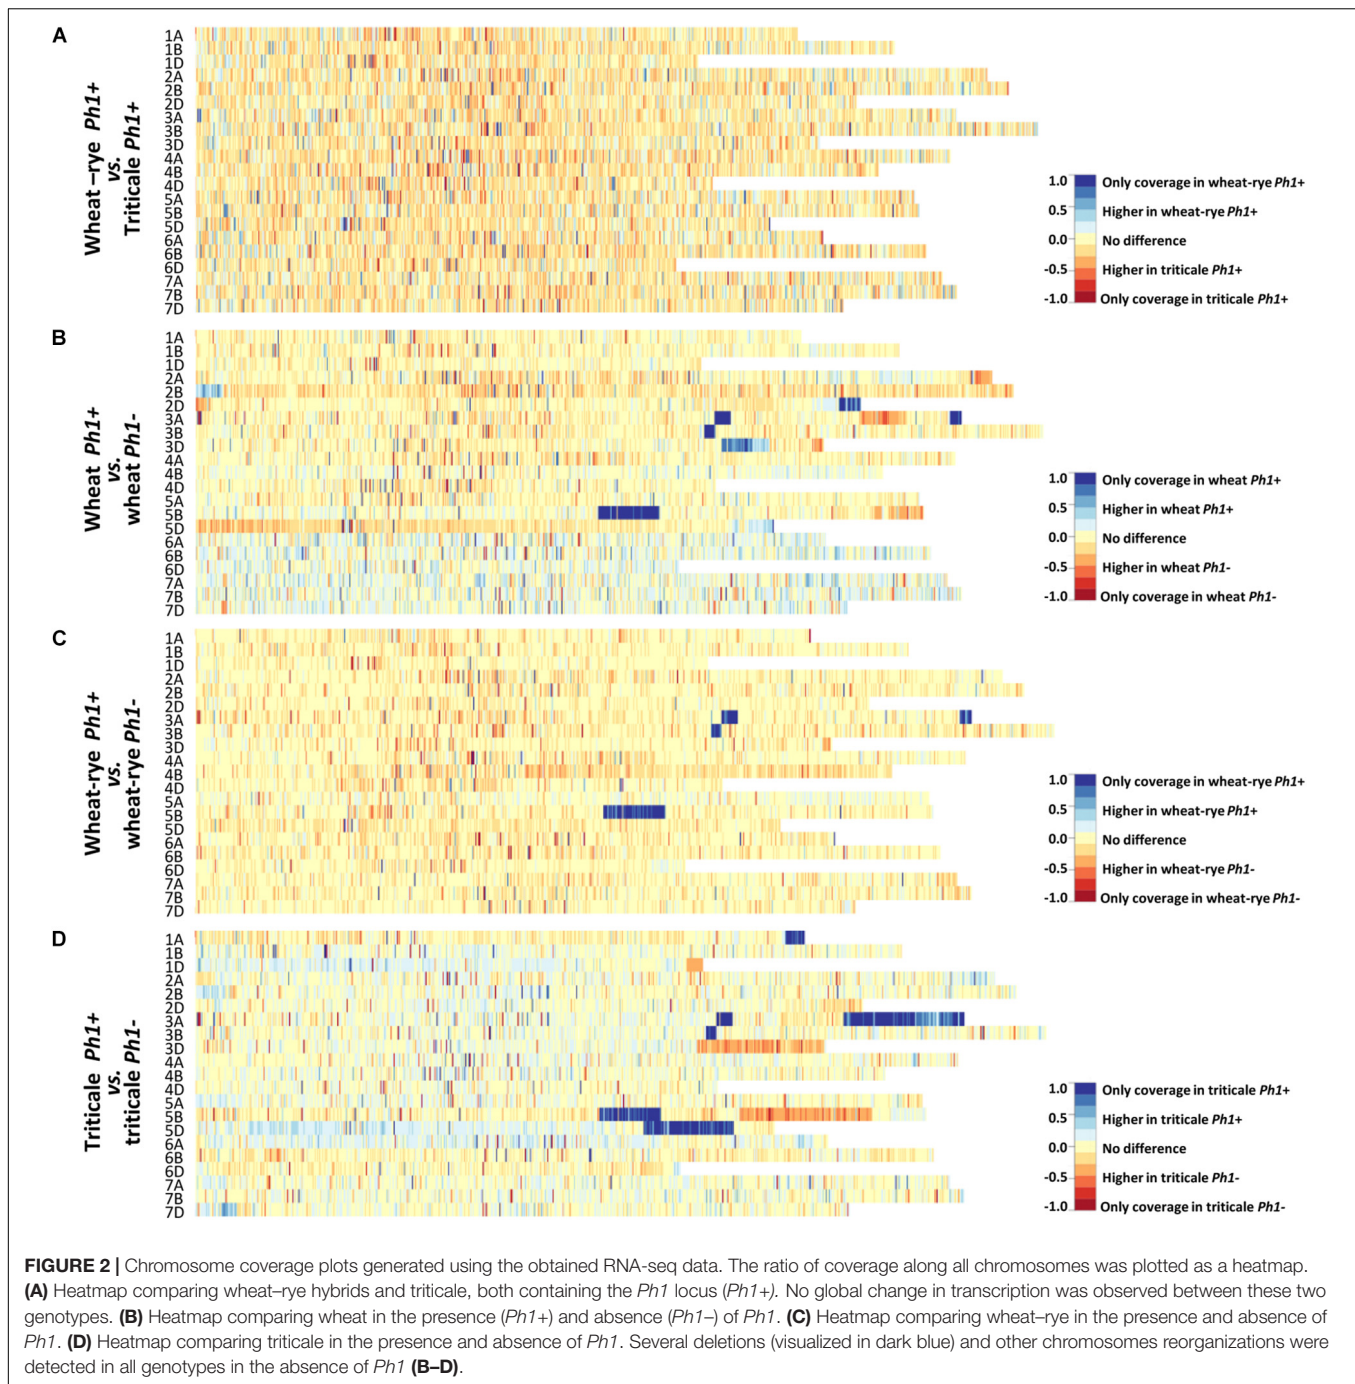 A
Wheat –rye Ph1+
vs.
Triticale Ph1+
1A
1B
1D
2A
2B
2D
3A
3B
3D
4A
4B
4D
5A
5B
5D
6A
6B
6D
7A
7B
7D
1.0 Only coverage in wheat-rye Ph1+
0.5 Higher in wheat-rye Ph1+
0.0 No difference
-0.5 Higher in triticale Ph1+
-1.0 Only coverage in triticale Ph1+
B
Wheat Ph1+
vs.
wheat Ph1-
1A
1B
1D
2A
2B
2D
3A
3B
3D
4A
4B
4D
5A
5B
5D
6A
6B
6D
7A
7B
7D
1.0 Only coverage in wheat Ph1+
0.5 Higher in wheat Ph1+
0.0 No difference
-0.5 Higher in wheat Ph1-
-1.0 Only coverage in wheat Ph1-
C
Wheat-rye Ph1+
vs.
wheat-rye Ph1-
1A
1B
1D
2A
2B
2D
3A
3B
3D
4A
4B
4D
5A
5B
5D
6A
6B
6D
7A
7B
7D
1.0 Only coverage in wheat-rye Ph1+
0.5 Higher in wheat-rye Ph1+
0.0 No difference
-0.5 Higher in wheat-rye Ph1-
-1.0 Only coverage in wheat-rye Ph1-
D
Triticale Ph1+
vs.
triticale Ph1-
1A
1B
1D
2A
2B
2D
3A
3B
3D
4A
4B
4D
5A
5B
5D
6A
6B
6D
7A
7B
7D
1.0 Only coverage in triticale Ph1+
0.5 Higher in triticale Ph1+
0.0 No difference
-0.5 Higher in triticale Ph1-
-1.0 Only coverage in triticale Ph1-
FIGURE 2 | Chromosome coverage plots generated using the obtained RNA-seq data. The ratio of coverage along all chromosomes was plotted as a heatmap.
(A) Heatmap comparing wheat–rye hybrids and triticale, both containing the Ph1 locus (Ph1+). No global change in transcription was observed between these two
genotypes. (B) Heatmap comparing wheat in the presence (Ph1+) and absence (Ph1–) of Ph1. (C) Heatmap comparing wheat–rye in the presence and absence of
Ph1. (D) Heatmap comparing triticale in the presence and absence of Ph1. Several deletions (visualized in dark blue) and other chromosomes reorganizations were
detected in all genotypes in the absence of Ph1 (B–D).